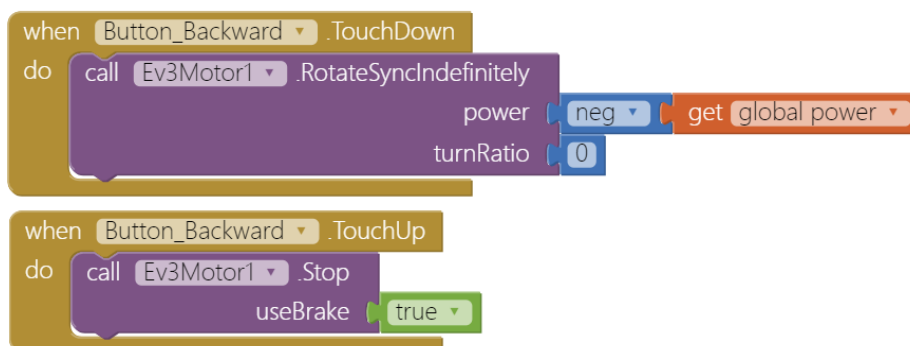 when Button_Backward .TouchDown
do call Ev3Motor1 .RotateSyncIndefinitely
power neg get global power
turnRatio 0
when Button_Backward .TouchUp
do call Ev3Motor1 .Stop
useBrake true